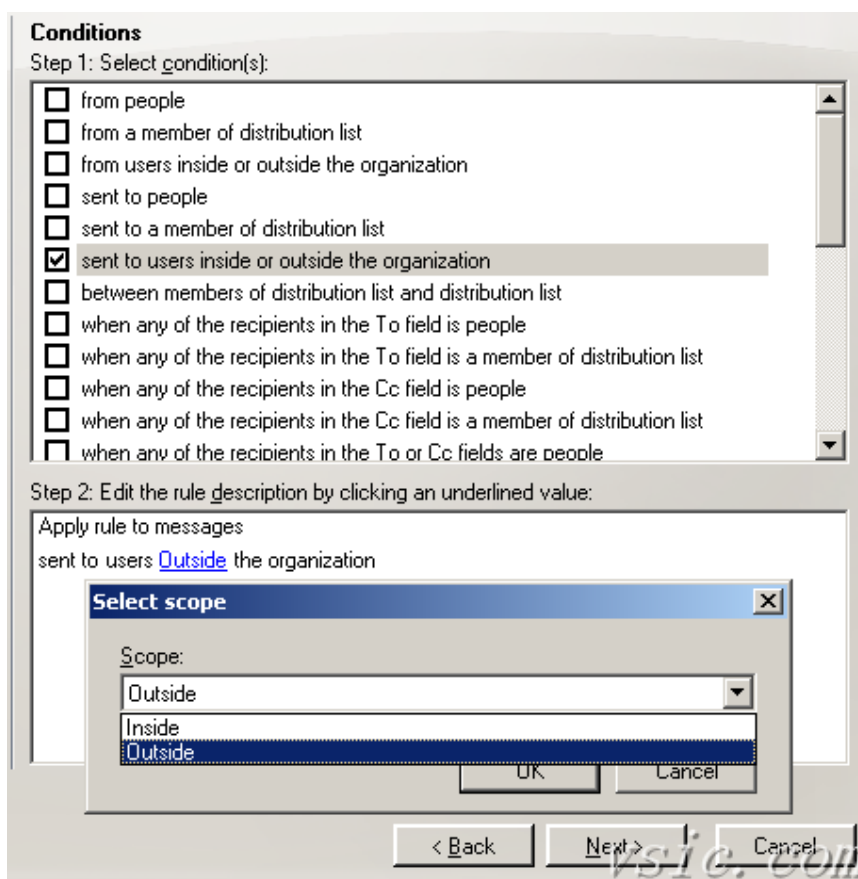 Conditions
Step 1: Select condition(s):
from people
from a member of distribution list
from users inside or outside the organization
sent to people
sent to a member of distribution list
sent to users inside or outside the organization
between members of distribution list and distribution list
when any of the recipients in the To field is people
when any of the recipients in the To field is a member of distribution list
when any of the recipients in the Cc field is people
when any of the recipients in the Cc field is a member of distribution list
when any of the recipients in the To or Cc fields are people
Step 2: Edit the rule description by clicking an underlined value:
Apply rule to messages
sent to users Outside the organization
Select scope
Scope:
Outside
Inside
Outside
OK Cancel
< Back Next > Cancel
vsic.com